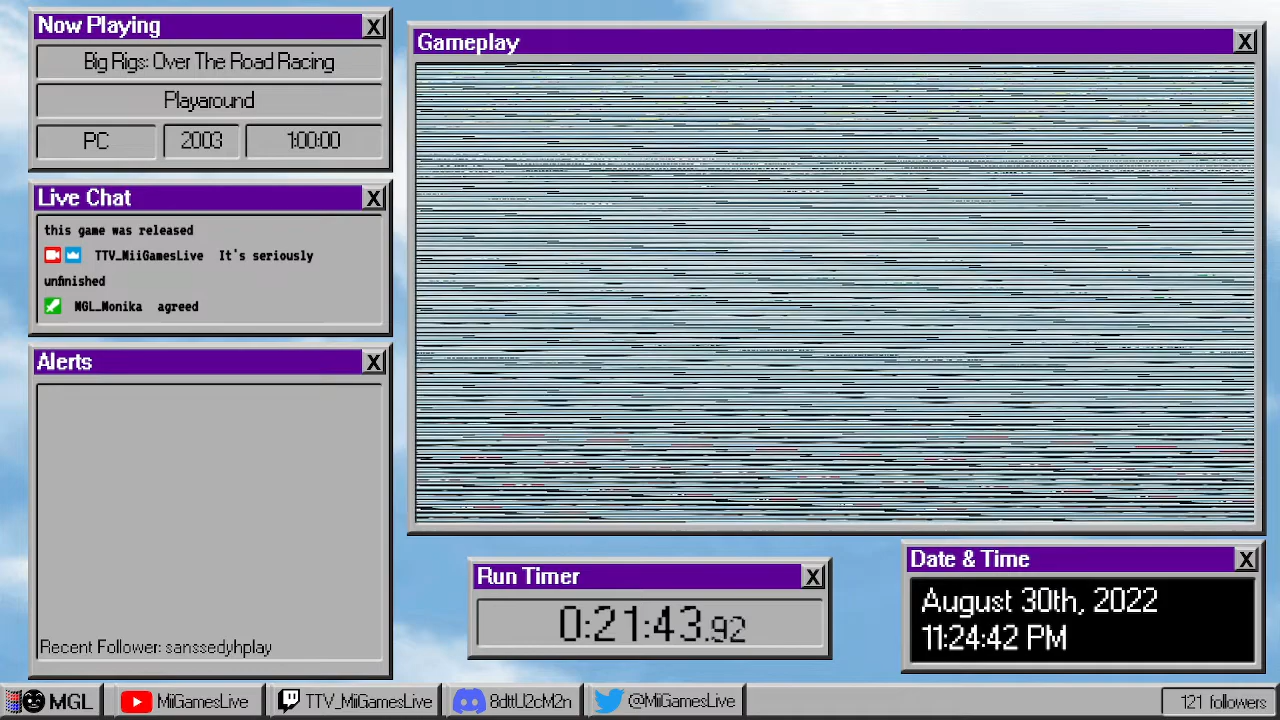 Now Playing
X
Big Rigs: Over The Road Racing
Playaround
PC
2003
1:00:00
Live Chat
X
this game was released
TTV_MiiGamesLive It's seriously
unfinished
MGL_Monika agreed
Alerts
X
Recent Follower: sanssedyhplay
Gameplay
X
Run Timer
X
0:21:43.92
Date & Time
X
August 30th, 2022
11:24:42 PM
MGL
MiiGamesLive
TTV_MiiGamesLive
8dttU2cM2n
@MiiGamesLive
121 followers